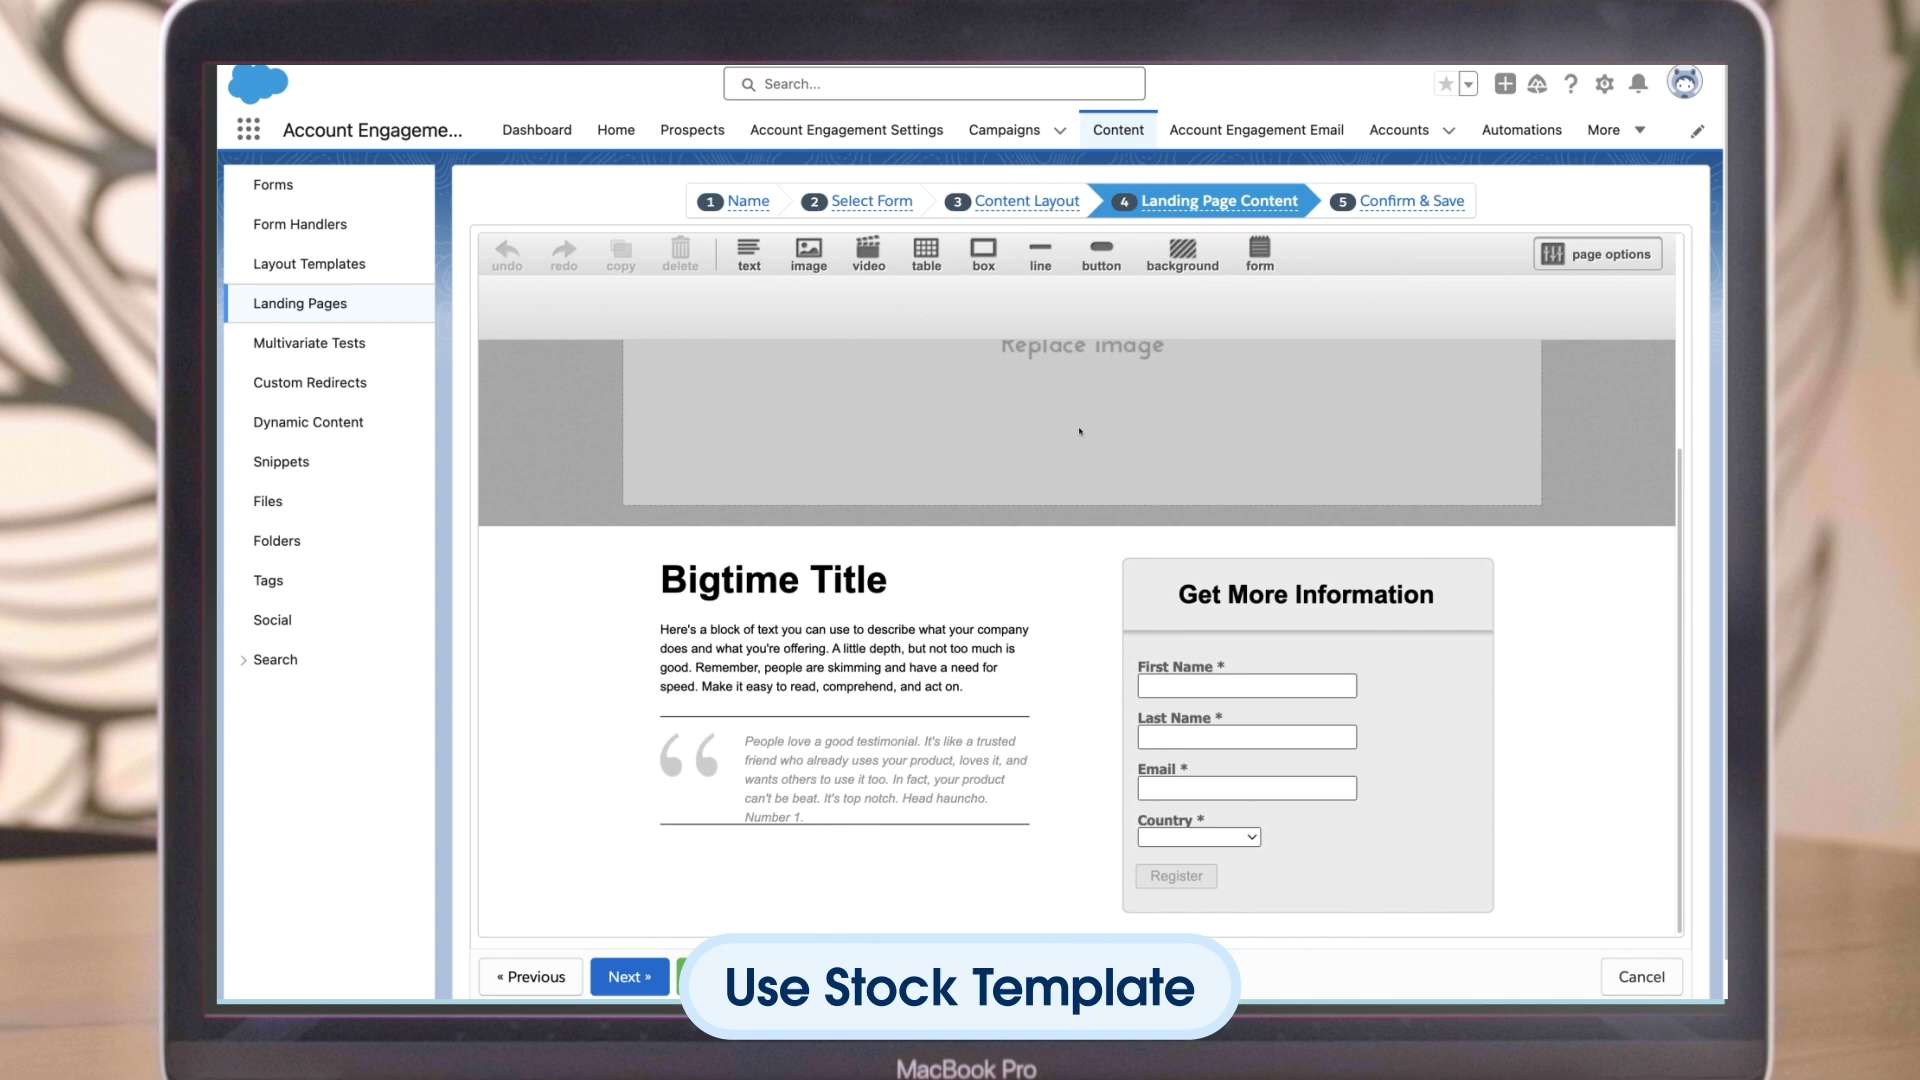 Search...
Account Engageme...
Dashboard
Home
Prospects
Account Engagement Settings
Campaigns
Content
Account Engagement Email
Accounts
Automations
More
Forms
Form Handlers
Layout Templates
Landing Pages
Multivariate Tests
Custom Redirects
Dynamic Content
Snippets
Files
Folders
Tags
Social
Search
1 Name
2 Select Form
3 Content Layout
4 Landing Page Content
5 Confirm & Save
undo
redo
copy
delete
text
image
video
table
box
line
button
background
form
page options
Replace image
Bigtime Title
Here's a block of text you can use to describe what your company
does and what you're offering. A little depth, but not too much is
good. Remember, people are skimming and have a need for
speed. Make it easy to read, comprehend, and act on.
People love a good testimonial. It's like a trusted
friend who already uses your product, loves it, and
wants others to use it too. In fact, your product
can't be beat. It's top notch. Head hauncho.
Number 1.
Get More Information
First Name *
Last Name *
Email *
Country *
Register
« Previous
Next »
Cancel
Use Stock Template
MacBook Pro